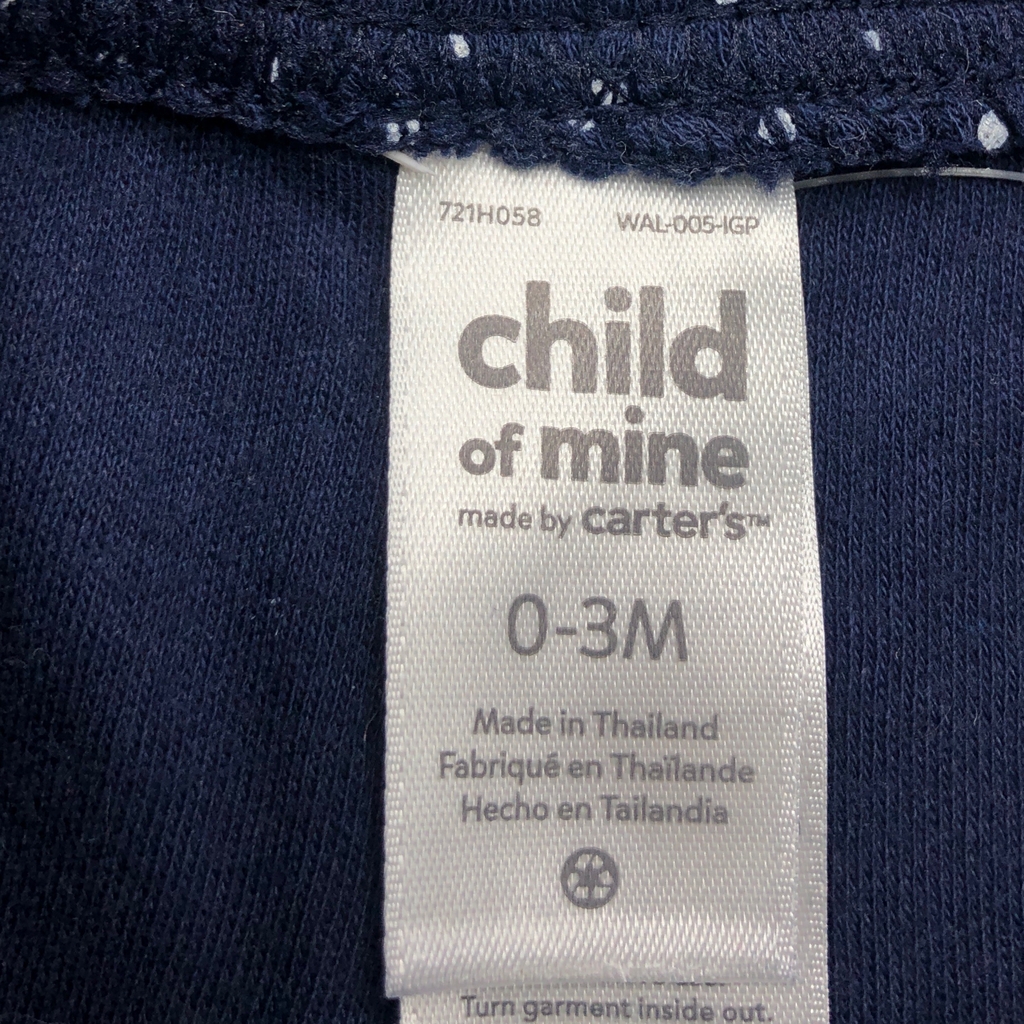 721H058 WAL-005-IGP
child
of mine
made by carter's™
0-3M
Made in Thailand
Fabriqué en Thaïlande
Hecho en Tailandia
Turn garment inside out.